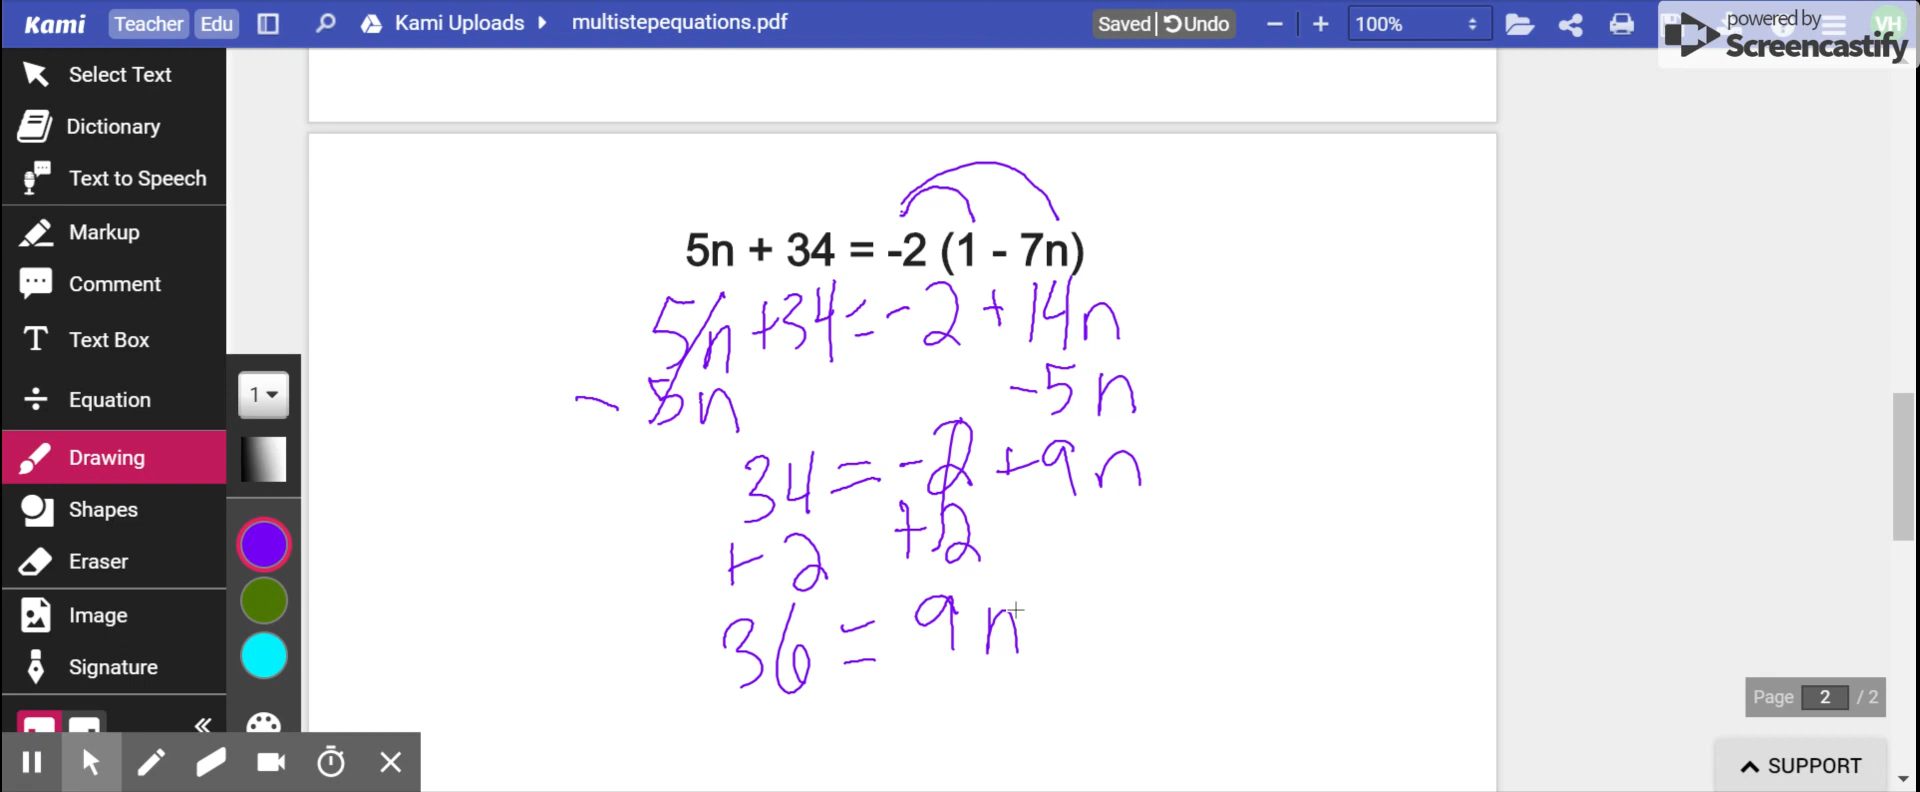 Kami Teacher Edu Kami Uploads multistepequations.pdf Saved Undo 100% VH
powered by
Screencastify
Select Text
Dictionary
Text to Speech
Markup
Comment
Text Box
Equation
Drawing
Shapes
Eraser
Image
Signature
1
5n + 34 = -2 (1 - 7n)
5n + 34 = -2 + 14n
- 5n -5n
34 = -2 + 9n
+ 2 + 2
36 = 9n
Page 2 / 2
SUPPORT